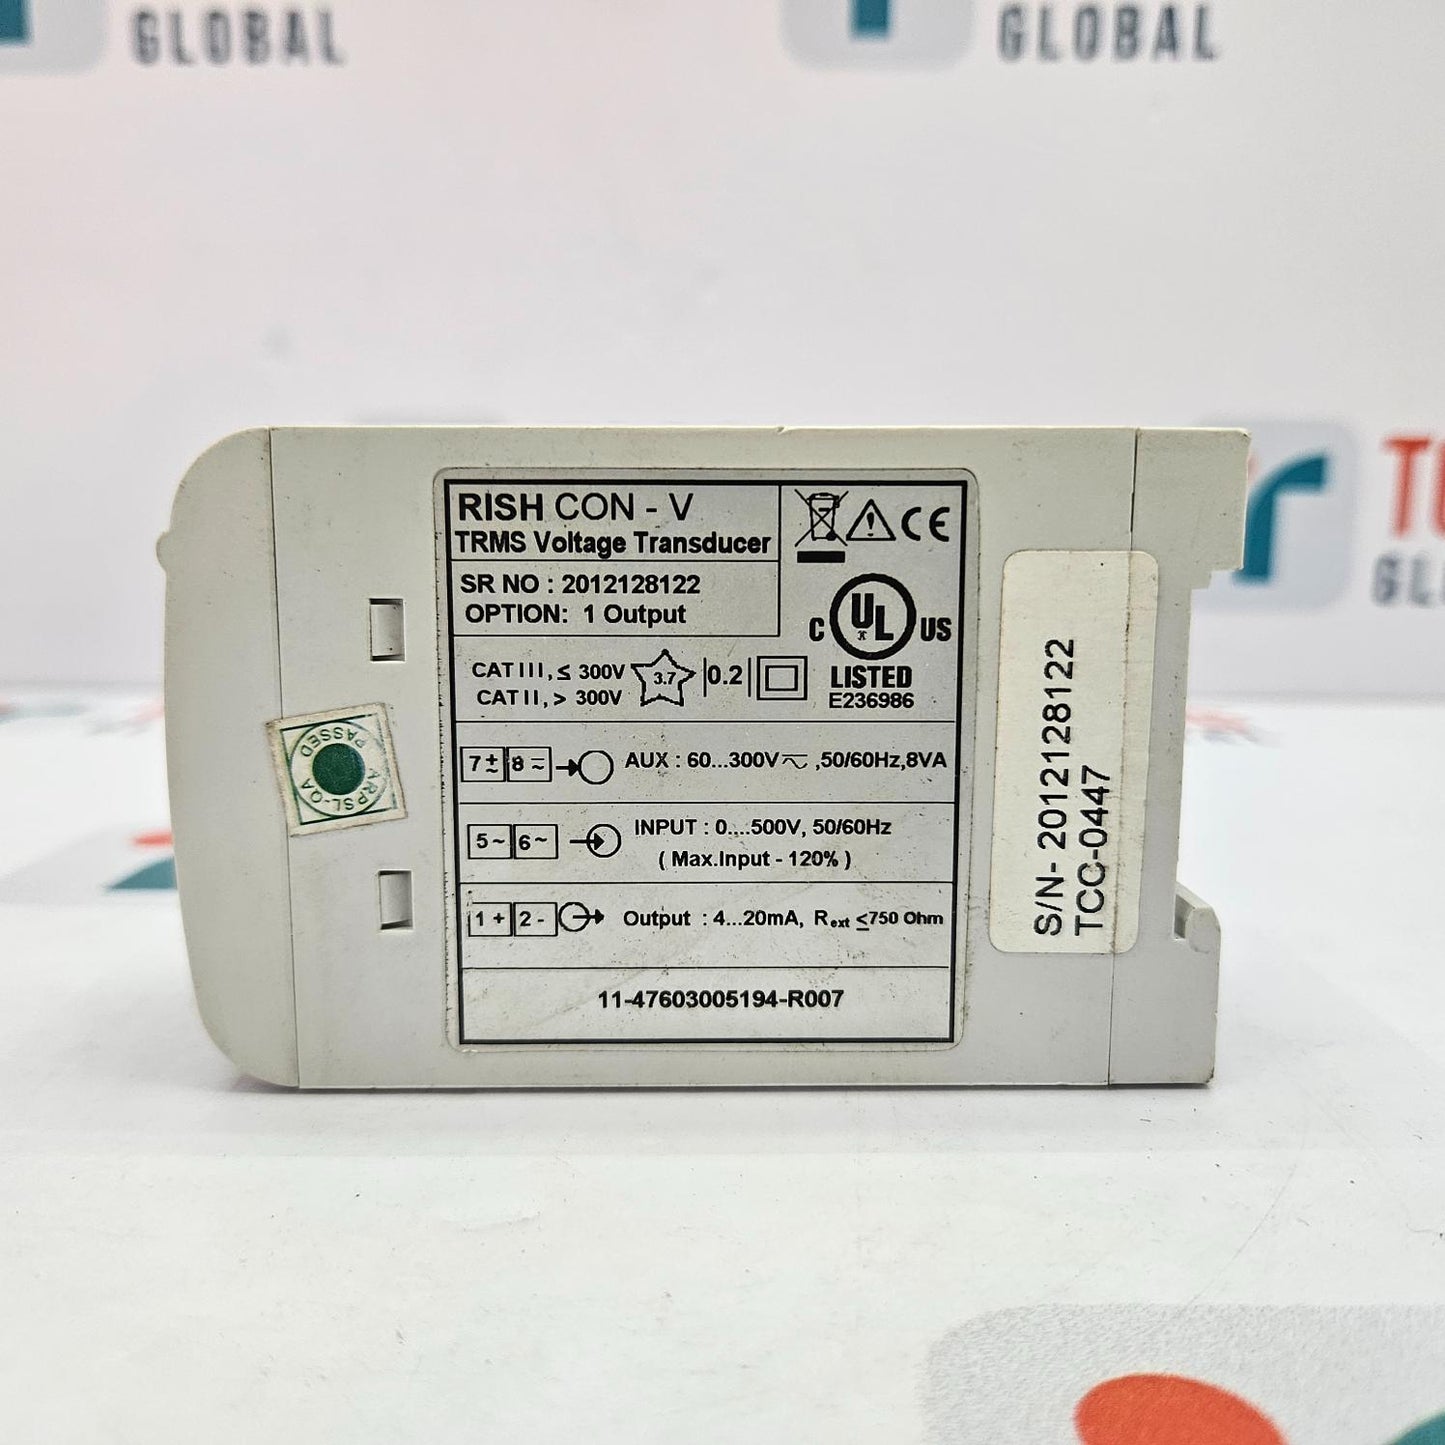 GLOBAL
GLOBAL
RISH CON - V
TRMS Voltage Transducer
SR NO : 2012128122
OPTION: 1 Output
CE
C UL US
LISTED
E236986
CAT III, ≤ 300V
CAT II, > 300V
3.7
0.2
7 ± ~ 8 ⎓ ~ AUX : 60...300V ⎓ ~ ,50/60Hz,8VA
5 ~ 6 ~ INPUT : 0....500V, 50/60Hz
( Max.Input - 120% )
1 + 2 - Output : 4...20mA, Rext ≤750 Ohm
11-47603005194-R007
S/N- 2012128122
TCC-0447
PASSED
ARPSL-QA